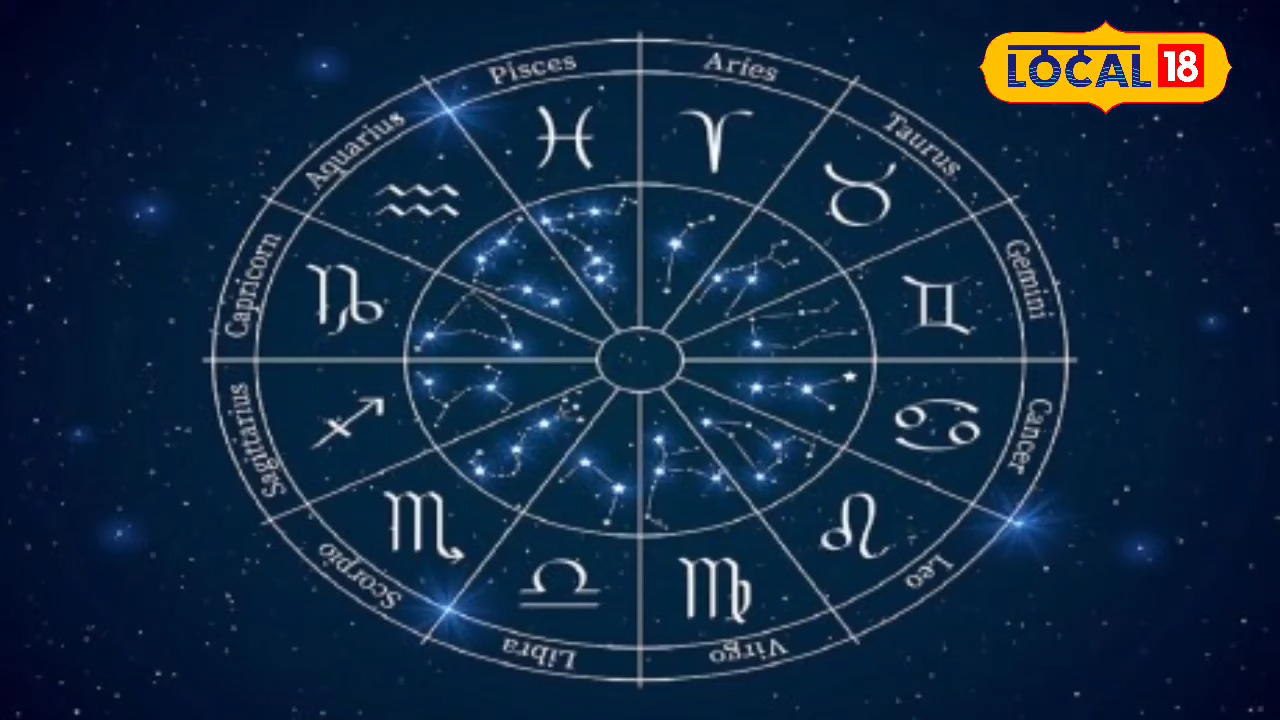 LOCAL 18
Pisces
Aries
Taurus
Gemini
Cancer
Leo
Virgo
Libra
Scorpio
Sagittarius
Capricorn
Aquarius